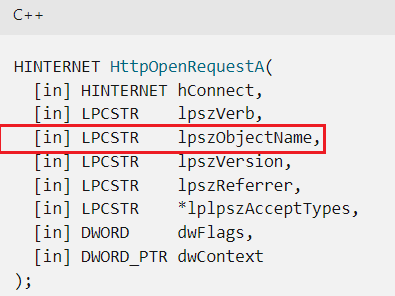 C++
HINTERNET HttpOpenRequestA(
[in] HINTERNET hConnect,
[in] LPCSTR lpszVerb,
[in] LPCSTR lpszObjectName,
[in] LPCSTR lpszVersion,
[in] LPCSTR lpszReferrer,
[in] LPCSTR *lplpszAcceptTypes,
[in] DWORD dwFlags,
[in] DWORD_PTR dwContext
);